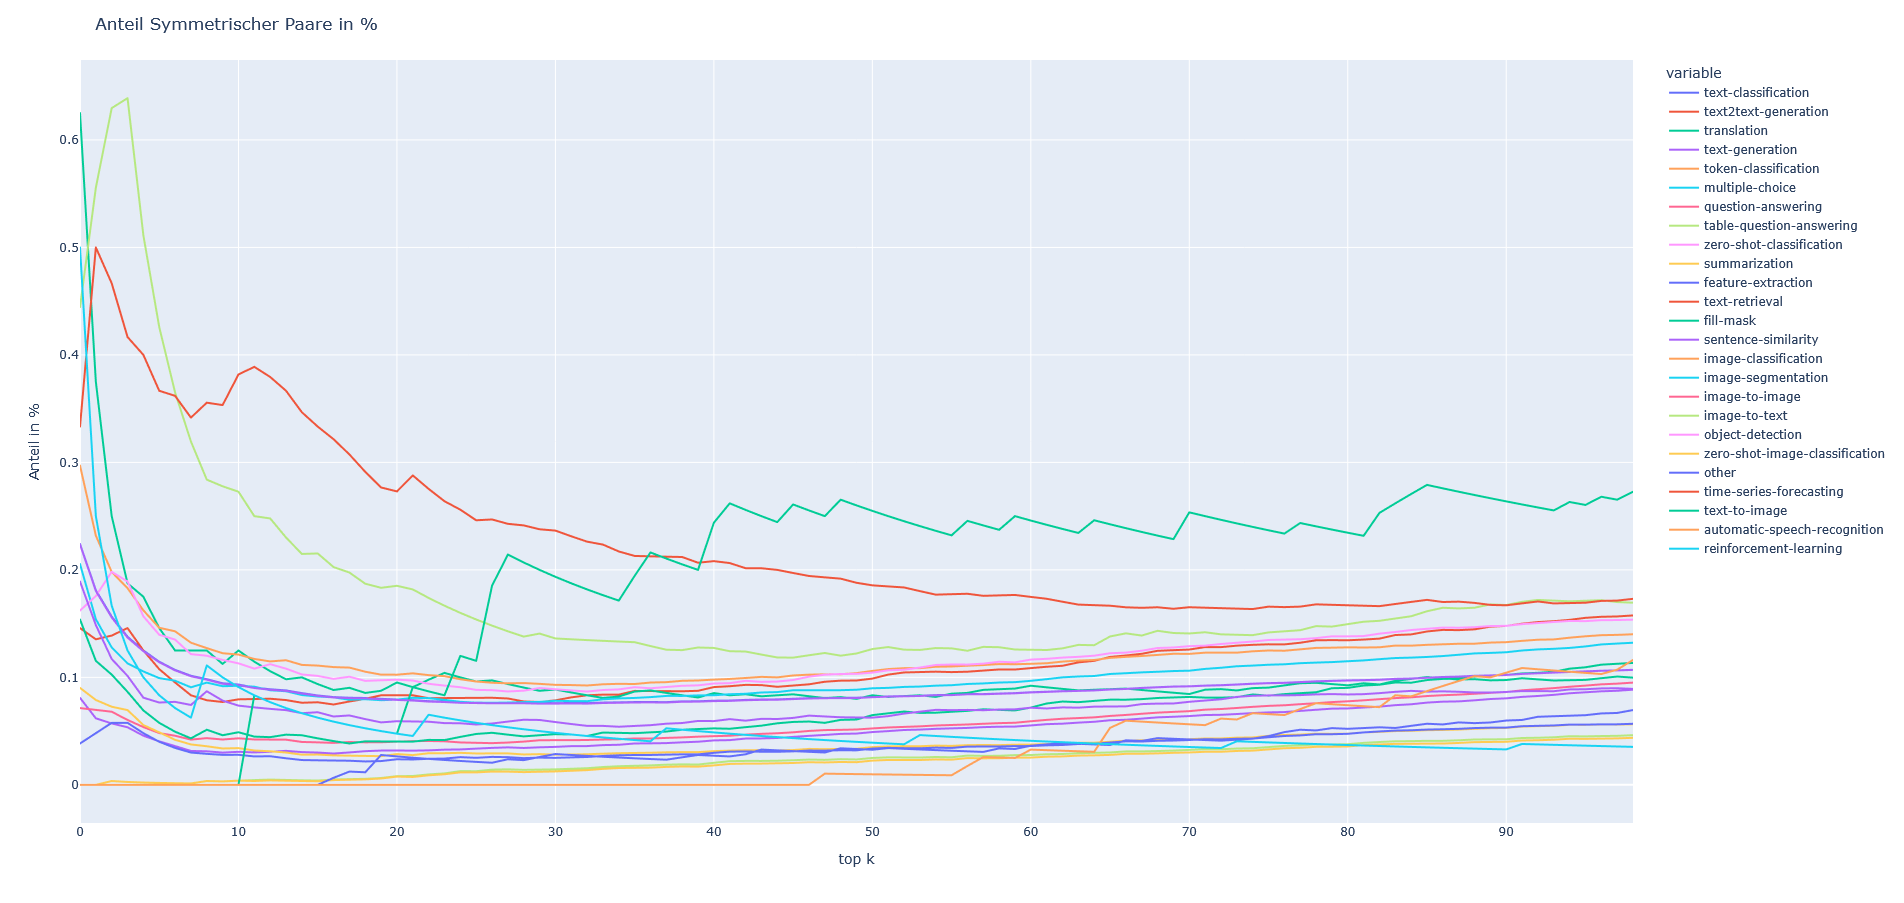 Anteil Symmetrischer Paare in %
variable
text-classification
text2text-generation
translation
text-generation
token-classification
multiple-choice
question-answering
table-question-answering
zero-shot-classification
summarization
feature-extraction
text-retrieval
fill-mask
sentence-similarity
image-classification
image-segmentation
image-to-image
image-to-text
object-detection
zero-shot-image-classification
other
time-series-forecasting
text-to-image
automatic-speech-recognition
reinforcement-learning
Anteil in %
0.6
0.5
0.4
0.3
0.2
0.1
0
0 10 20 30 40 50 60 70 80 90
top k